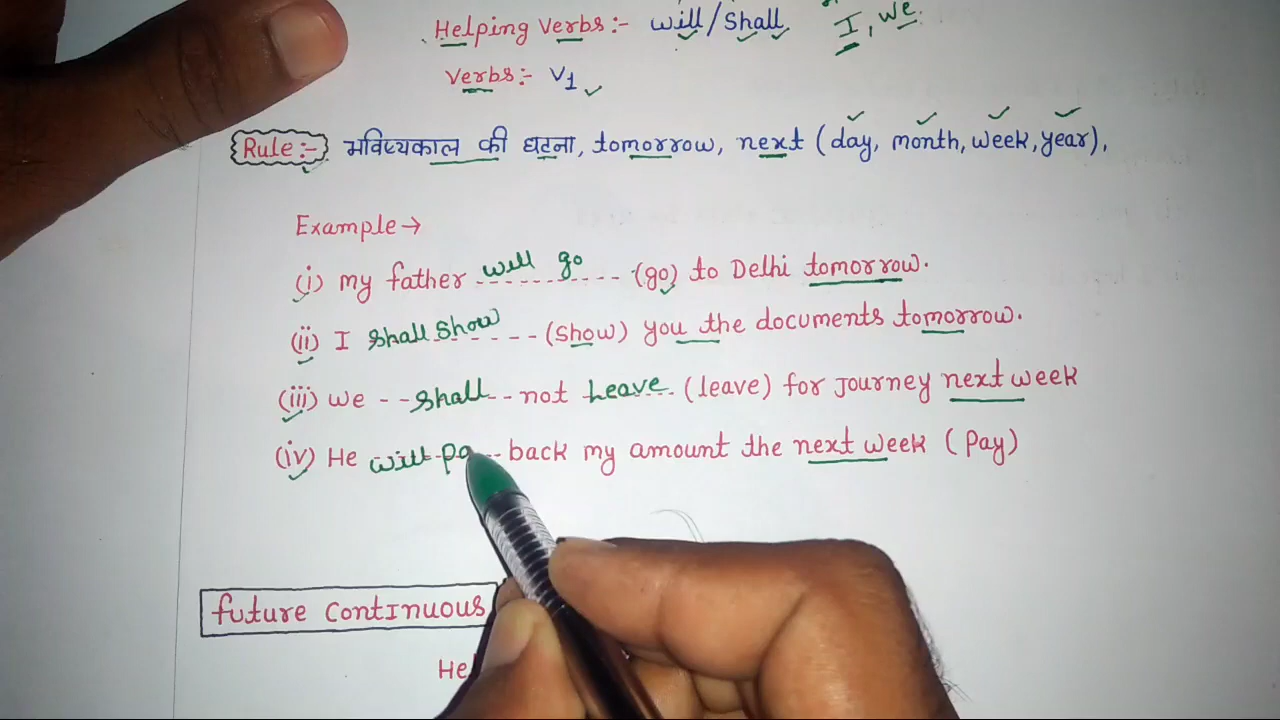 Helping Verbs:- will/Shall I, we
Verbs:- V1
Rule:- भविष्यकाल की घटना, tomorrow, next (day, month, week, year),
Example→
(i) my father will go (go) to Delhi tomorrow.
(ii) I shall show (Show) you the documents tomorrow.
(iii) we shall not Leave (leave) for Journey next week
(iv) He will pa back my amount the next week (Pay)
future Continuous
He